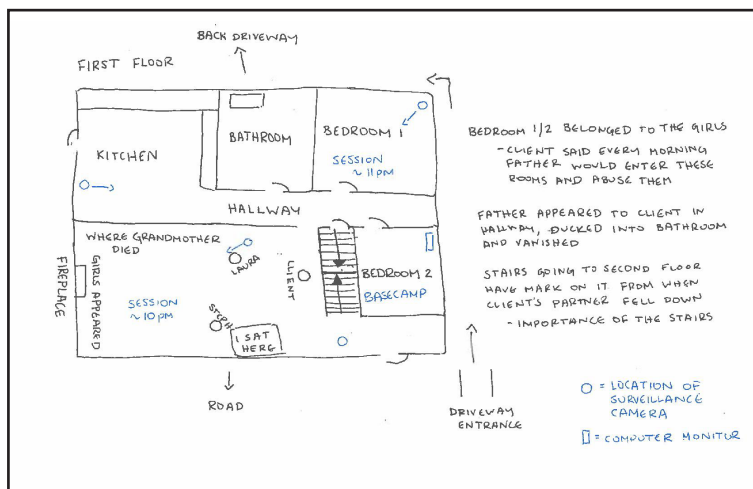 BACK DRIVEWAY
FIRST FLOOR
BATHROOM
BEDROOM 1
SESSION
~ 11 PM
KITCHEN
HALLWAY
WHERE GRANDMOTHER
DIED
LAURA
CLIENT
BEDROOM 2
BASECAMP
FIREPLACE
GIRLS APPEARED
SESSION
~ 10 PM
STEPH
I SAT
HERE
ROAD
DRIVEWAY
ENTRANCE
BEDROOM 1/2 BELONGED TO THE GIRLS
- CLIENT SAID EVERY MORNING
FATHER WOULD ENTER THESE
ROOMS AND ABUSE THEM
FATHER APPEARED TO CLIENT IN
HALLWAY, DUCKED INTO BATHROOM
AND VANISHED
STAIRS GOING TO SECOND FLOOR
HAVE MARK ON IT FROM WHEN
CLIENT'S PARTNER FELL DOWN
- IMPORTANCE OF THE STAIRS
= LOCATION OF
SURVEILLANCE
CAMERA
= COMPUTER MONITOR